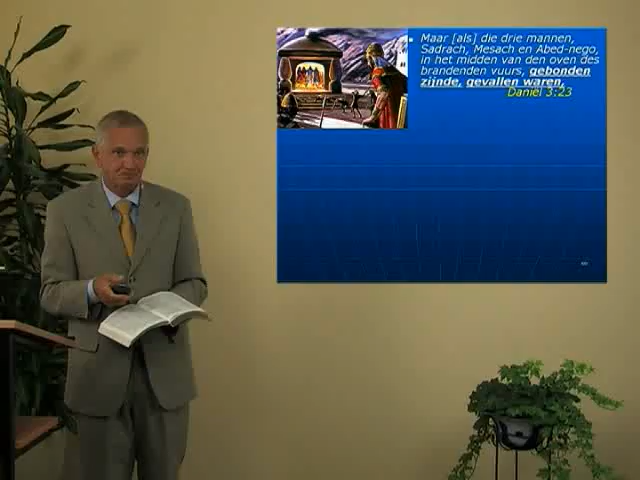 Maar [als] die drie mannen,
Sadrach, Mesach en Abed-nego,
in het midden van den oven des
brandenden vuurs, gebonden
zijnde, gevallen waren,
Daniël 3:23